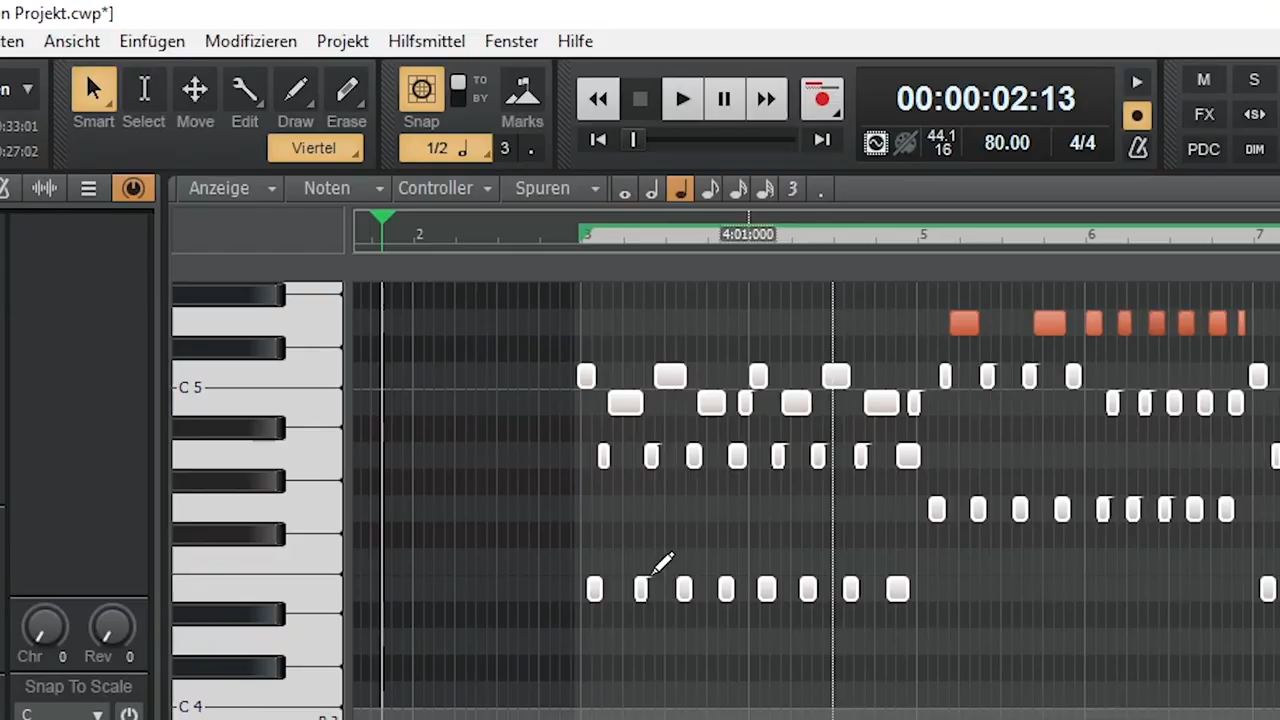 n Projekt.cwp*]
ten Ansicht Einfügen Modifizieren Projekt Hilfsmittel Fenster Hilfe
en
TO
BY
Smart Select Move Edit Draw Erase Snap Marks
Viertel 1/2 3 .
:33:01
:27:02
00:00:02:13
44.1
16
80.00 4/4
M S
FX
PDC DIM
Anzeige Noten Controller Spuren 3 .
2 3 4:01:000 5 6 7
C 5
C 4
Chr 0 Rev 0
Snap To Scale
C